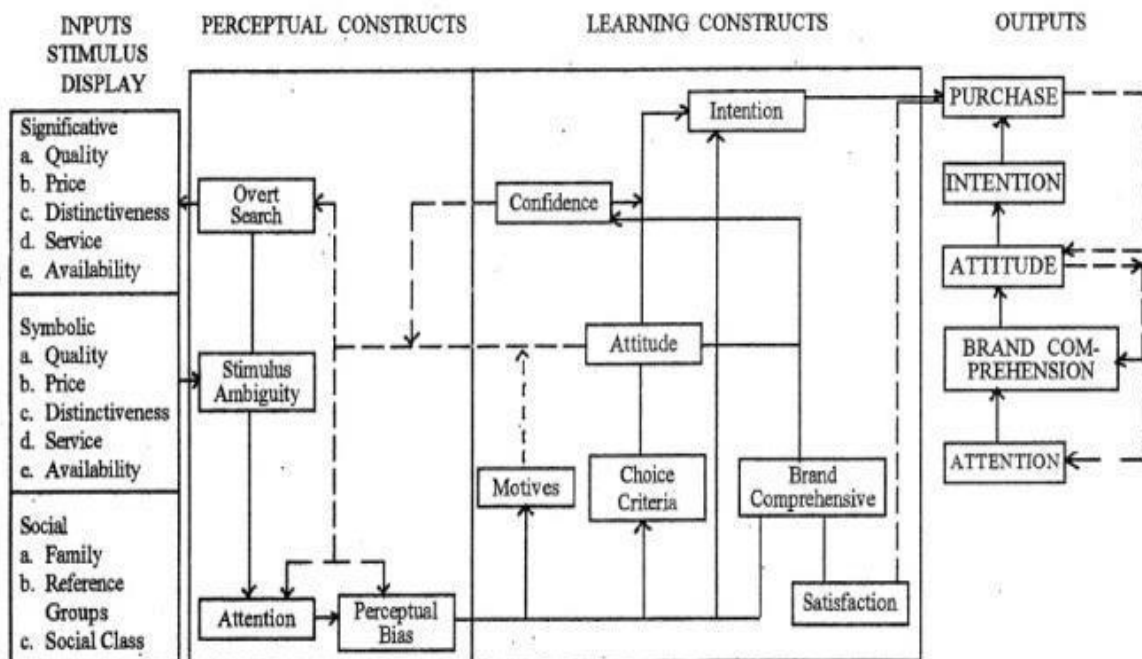 INPUTS
STIMULUS
DISPLAY
PERCEPTUAL CONSTRUCTS
LEARNING CONSTRUCTS
OUTPUTS
Significative
a. Quality
b. Price
c. Distinctiveness
d. Service
e. Availability
Symbolic
a. Quality
b. Price
c. Distinctiveness
d. Service
e. Availability
Social
a. Family
b. Reference
Groups
c. Social Class
Overt
Search
Stimulus
Ambiguity
Attention
Perceptual
Bias
Intention
Confidence
Attitude
Motives
Choice
Criteria
Brand
Comprehensive
Satisfaction
PURCHASE
INTENTION
ATTITUDE
BRAND COM-
PREHENSION
ATTENTION